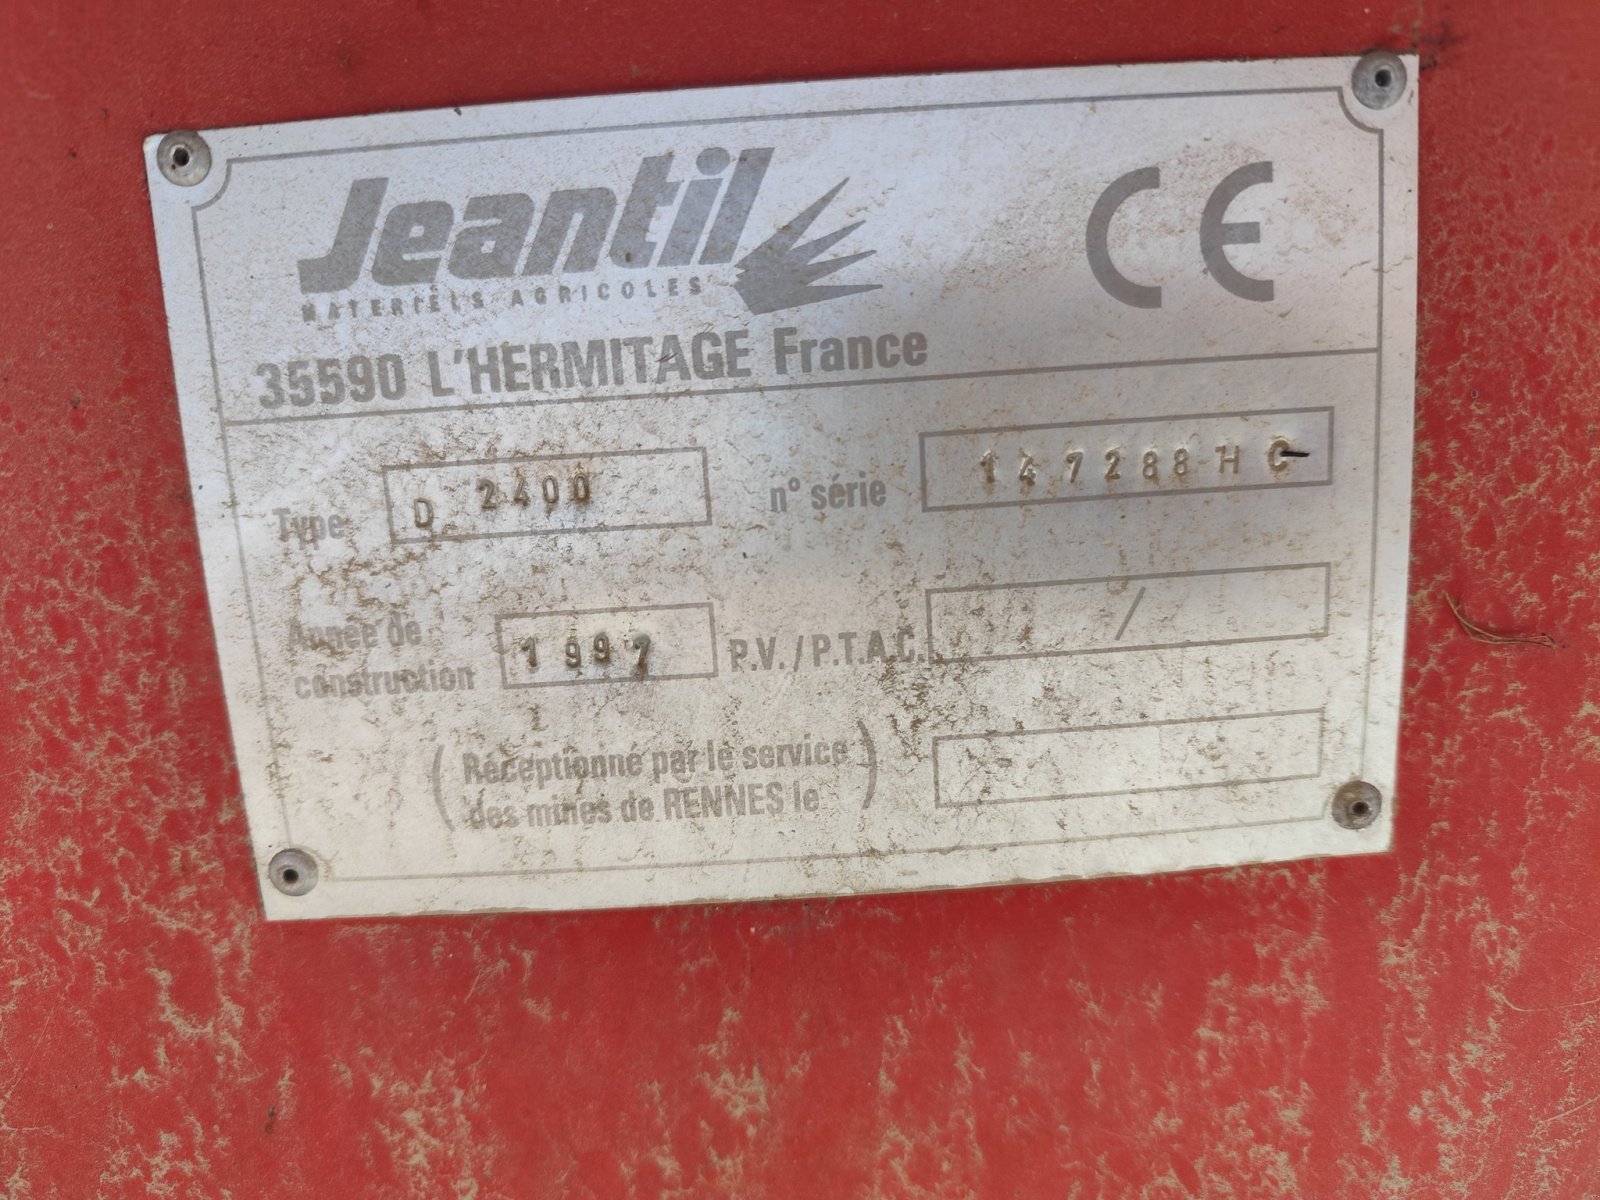 Jeantil
CE
MATERIELS AGRICOLES
35590 L'HERMITAGE France
Type D 2400 n° série 147288 HC
Année de
construction 1997 P.V. / P.T.A.C. /
( Réceptionné par le service
des mines de RENNES le )